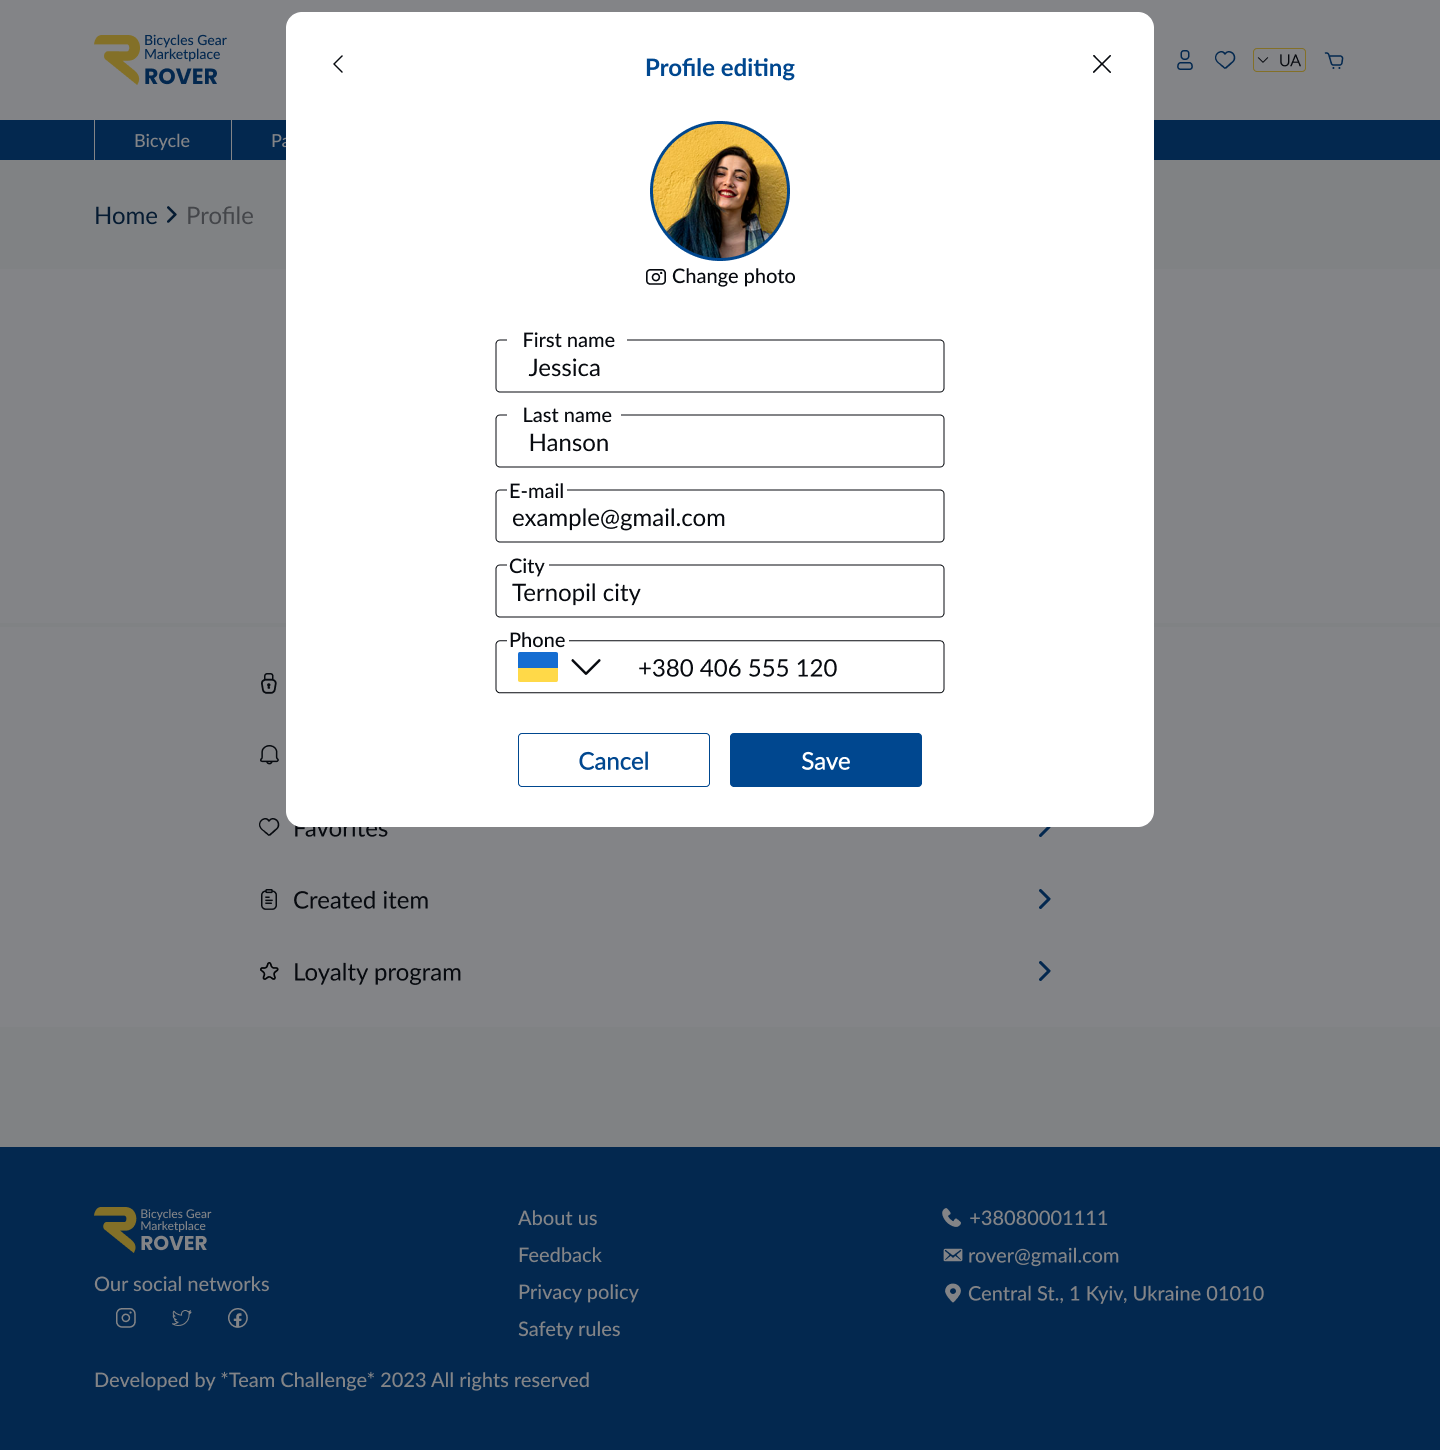 Bicycles Gear
Marketplace
ROVER
UA
Bicycle
Home
Profile
Profile editing
Change photo
First name
Jessica
Last name
Hanson
E-mail
example@gmail.com
City
Ternopil city
Phone
+380 406 555 120
Cancel
Save
Favorites
Created item
Loyalty program
Bicycles Gear
Marketplace
ROVER
Our social networks
About us
Feedback
Privacy policy
Safety rules
+38080001111
rover@gmail.com
Central St., 1 Kyiv, Ukraine 01010
Developed by *Team Challenge* 2023 All rights reserved